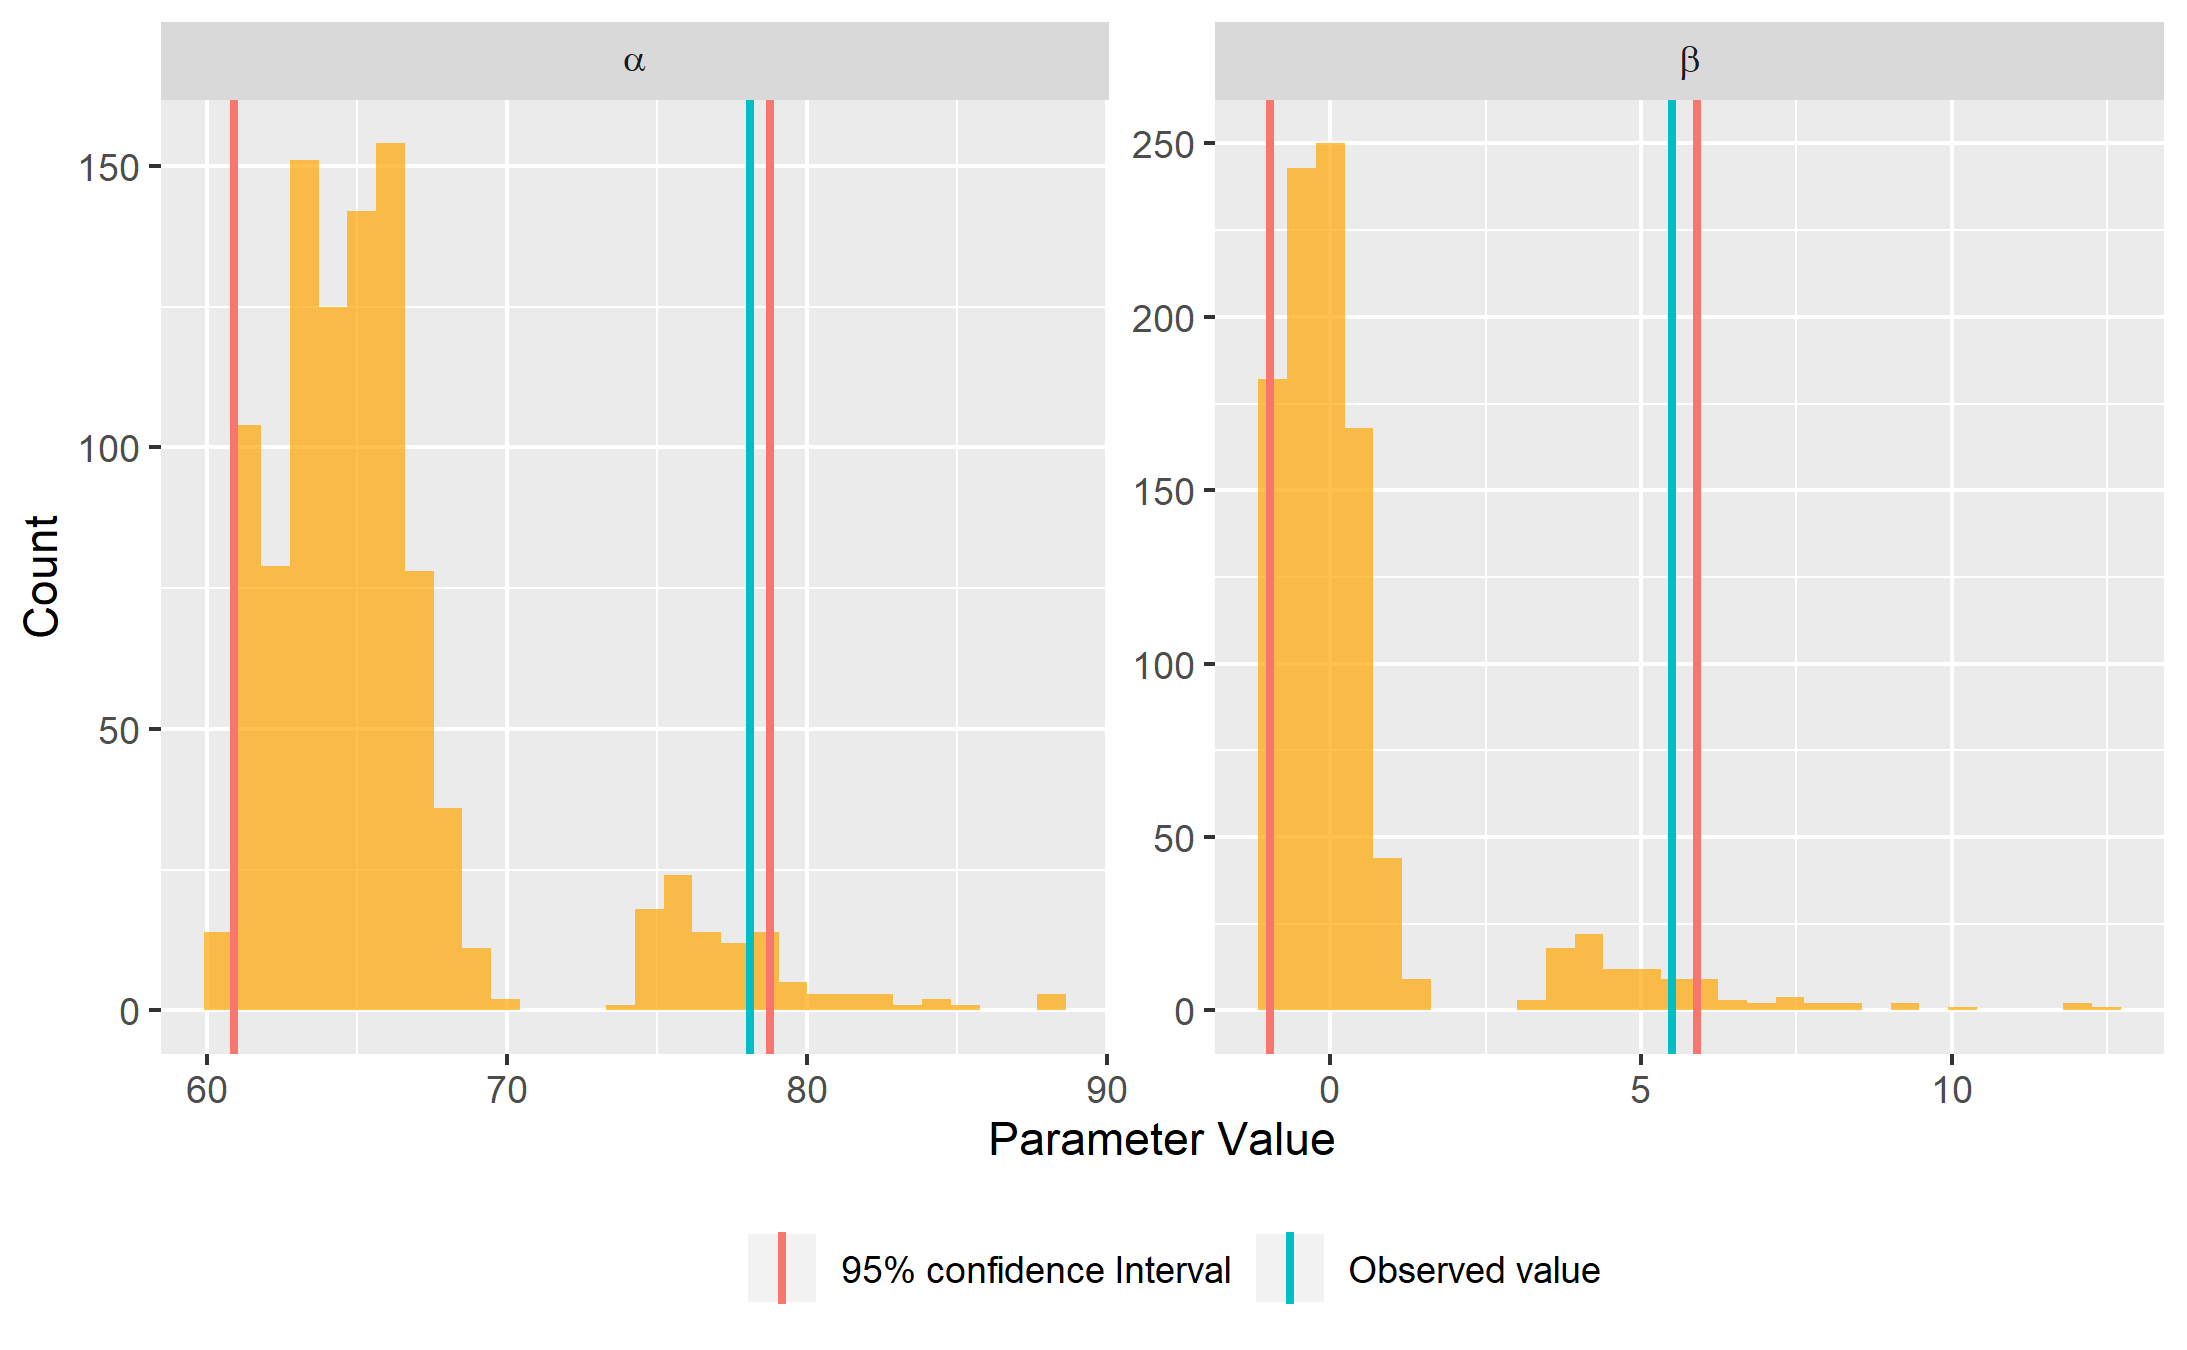 α
β
Count
150
100
50
0
250
200
150
100
50
0
60 70 80 90
0 5 10
Parameter Value
95% confidence Interval
Observed value